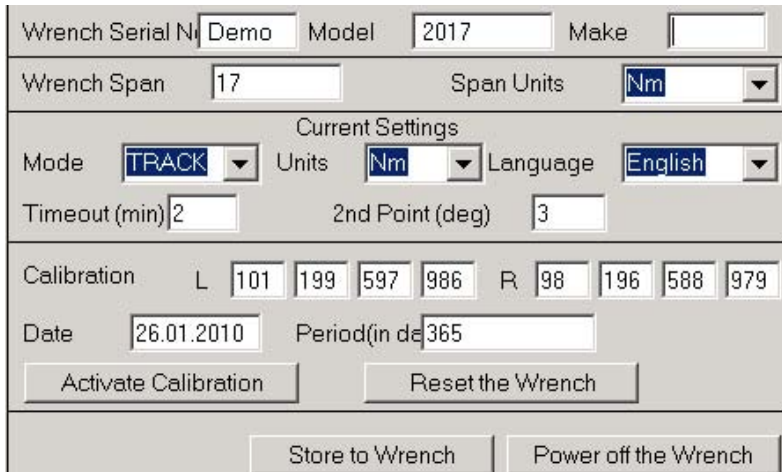 Wrench Serial N Demo Model 2017 Make
Wrench Span 17 Span Units Nm
Current Settings
Mode TRACK Units Nm Language English
Timeout (min) 2 2nd Point (deg) 3
Calibration L 101 199 597 986 R 98 196 588 979
Date 26.01.2010 Period(in da 365
Activate Calibration Reset the Wrench
Store to Wrench Power off the Wrench